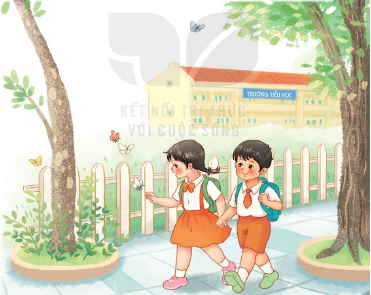 TRƯỜNG TIỂU HỌC
KẾT NỐI TRI THỨC
VỚI CUỘC SỐNG